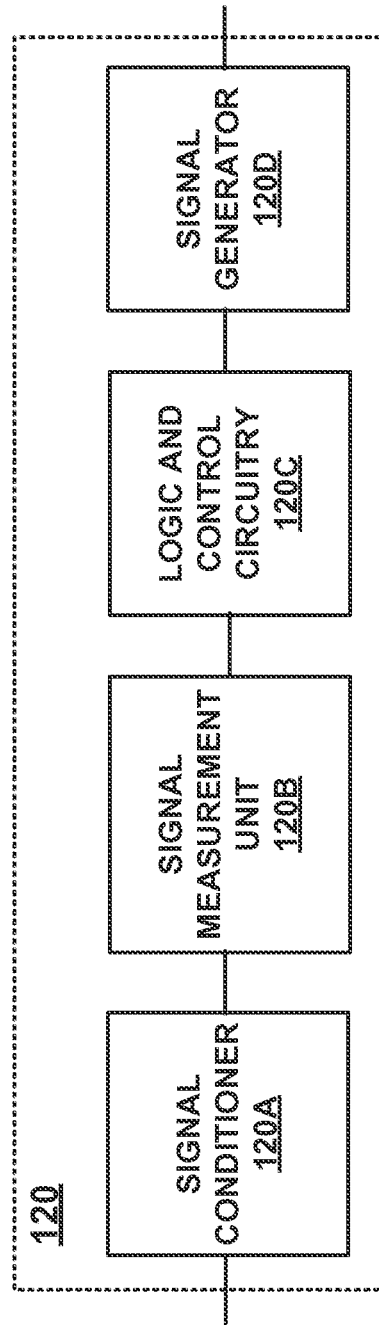 120
SIGNAL
CONDITIONER
120A
SIGNAL
MEASUREMENT
UNIT
120B
LOGIC AND
CONTROL
CIRCUITRY
120C
SIGNAL
GENERATOR
120D